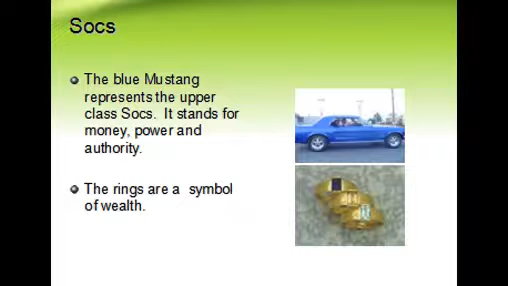 Socs
The blue Mustang
represents the upper
class Socs. It stands for
money, power and
authority.
The rings are a symbol
of wealth.